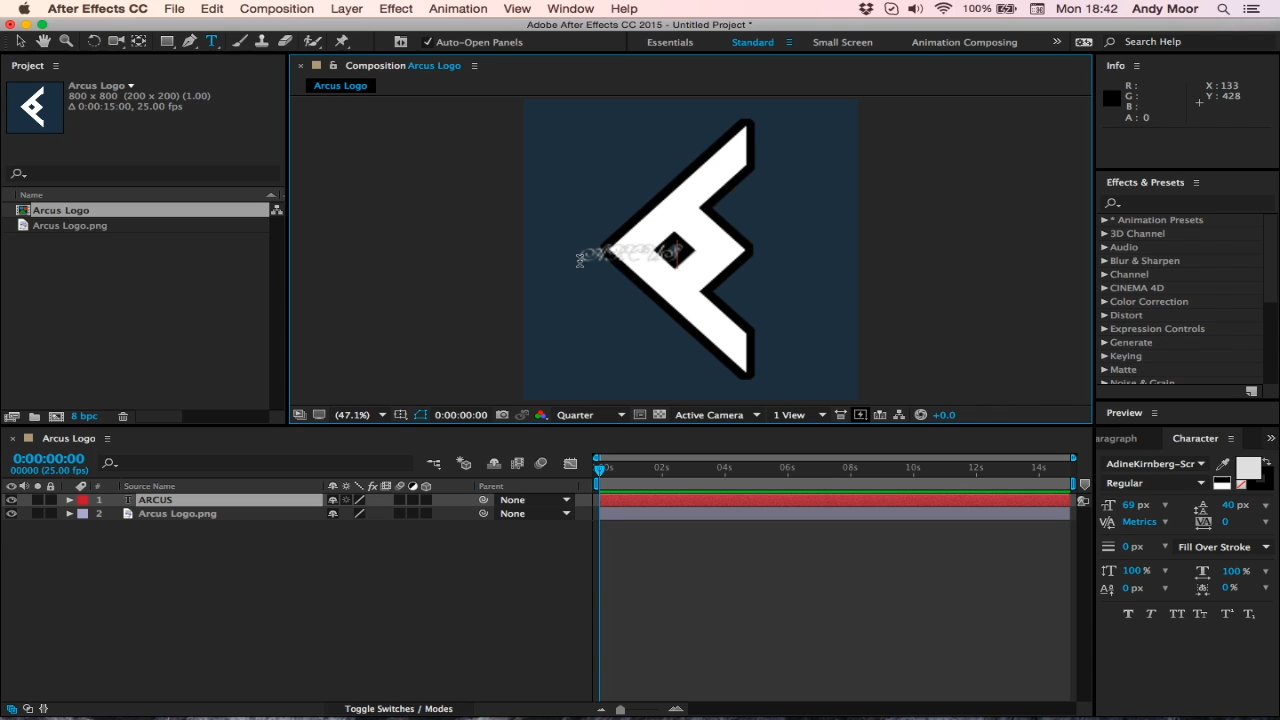 After Effects CC File Edit Composition Layer Effect Animation View Window Help 100% Mon 18:42 Andy Moor
Adobe After Effects CC 2015 - Untitled Project *
Auto-Open Panels Essentials Standard Small Screen Animation Composing Search Help
Project
Arcus Logo
800 x 800 (200 x 200) (1.00)
Δ 0:00:15:00, 25.00 fps
Name
Arcus Logo
Arcus Logo.png
8 bpc
Composition Arcus Logo
Arcus Logo
ARCUS
(47.1%) 0:00:00:00 Quarter Active Camera 1 View +0.0
Info
R :
G :
B :
A : 0
X : 133
Y : 428
Effects & Presets
* Animation Presets
3D Channel
Audio
Blur & Sharpen
Channel
CINEMA 4D
Color Correction
Distort
Expression Controls
Generate
Keying
Matte
Noise & Grain
Preview
aragraph Character
AdineKirnberg-Scr
Regular
69 px 40 px
Metrics 0
0 px Fill Over Stroke
100 % 100 %
0 px 0 %
T T TT Tт T¹ T₁
Arcus Logo
0:00:00:00
00000 (25.00 fps)
# Source Name Parent
1 T ARCUS None
2 Arcus Logo.png None
00s 02s 04s 06s 08s 10s 12s 14s
Toggle Switches / Modes